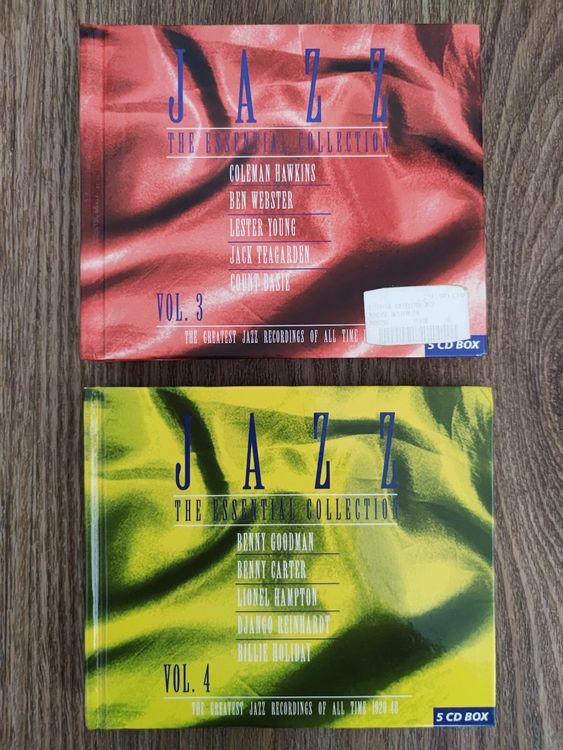 JAZZ
THE ESSENTIAL COLLECTION
COLEMAN HAWKINS
BEN WEBSTER
LESTER YOUNG
JACK TEAGARDEN
COUNT BASIE
VOL. 3
THE GREATEST JAZZ RECORDINGS OF ALL TIME
5 CD BOX
JAZZ
THE ESSENTIAL COLLECTION
BENNY GOODMAN
BENNY CARTER
LIONEL HAMPTON
DJANGO REINHARDT
BILLIE HOLIDAY
VOL. 4
THE GREATEST JAZZ RECORDINGS OF ALL TIME 1920-48
5 CD BOX